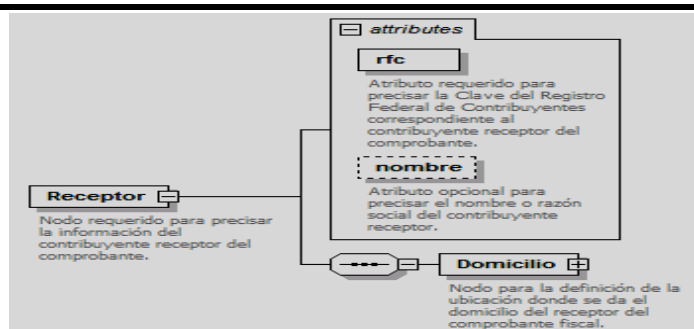 attributes
rfc
Atributo requerido para
precisar la Clave del Registro
Federal de Contribuyentes
correspondiente al
contribuyente receptor del
comprobante.
nombre
Atributo opcional para
precisar el nombre o razón
social del contribuyente
receptor.
Receptor
Nodo requerido para precisar
la información del
contribuyente receptor del
comprobante.
Domicilio
Nodo para la definición de la
ubicación donde se da el
domicilio del receptor del
comprobante fiscal.